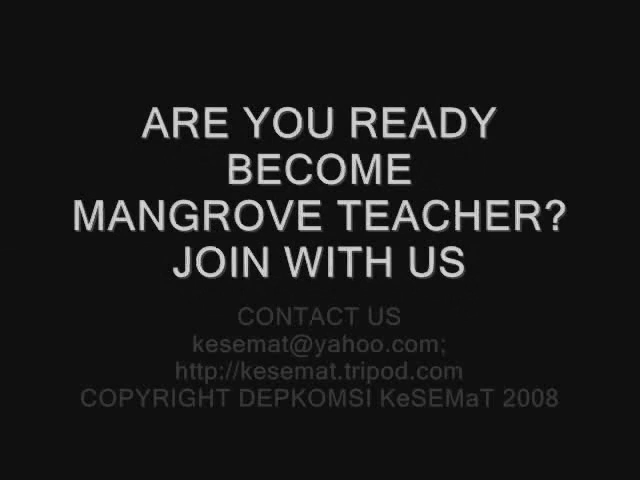 ARE YOU READY
BECOME
MANGROVE TEACHER?
JOIN WITH US
CONTACT US
kesemat@yahoo.com;
http://kesemat.tripod.com
COPYRIGHT DEPKOMSI KeSEMaT 2008